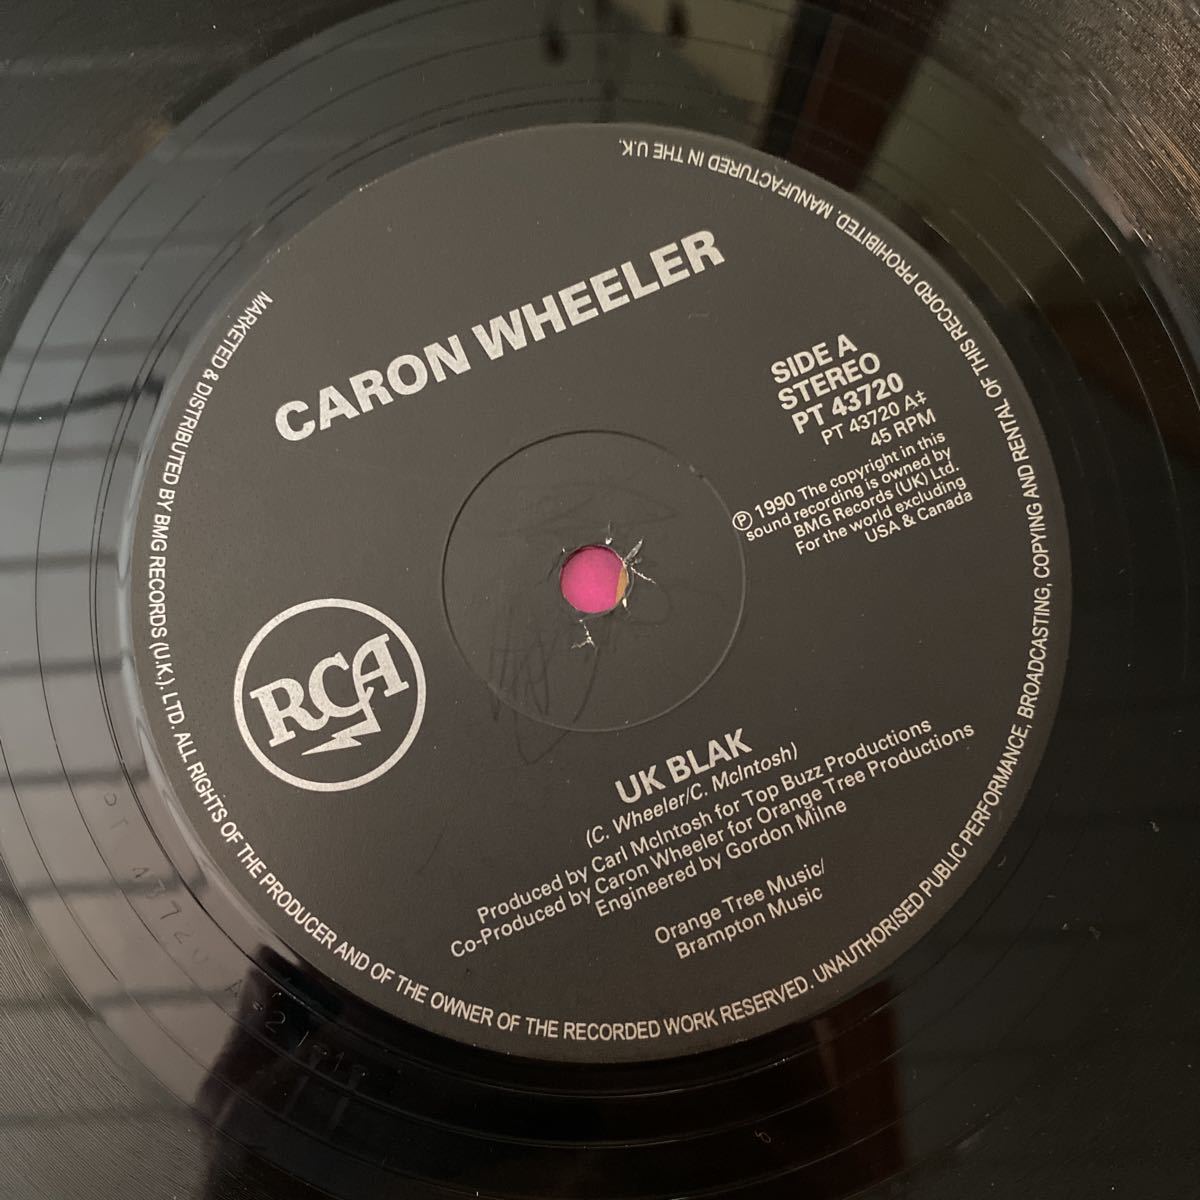 CARON WHEELER
SIDE A
STEREO
PT 43720
PT 43720 A‡
45 RPM
℗ 1990 The copyright in this
sound recording is owned by
BMG Records (UK) Ltd.
For the world excluding
USA & Canada
RCA
UK BLAK
(C. Wheeler/C. McIntosh)
Produced by Carl McIntosh for Top Buzz Productions
Co-Produced by Caron Wheeler for Orange Tree Productions
Engineered by Gordon Milne
Orange Tree Music/
Brampton Music
MARKETED & DISTRIBUTED BY BMG RECORDS (U.K.). LTD. ALL RIGHTS OF THE PRODUCER AND OF THE OWNER OF THE RECORDED WORK RESERVED. UNAUTHORISED PUBLIC PERFORMANCE, BROADCASTING, COPYING AND RENTAL OF THIS RECORD PROHIBITED. MANUFACTURED IN THE U.K.